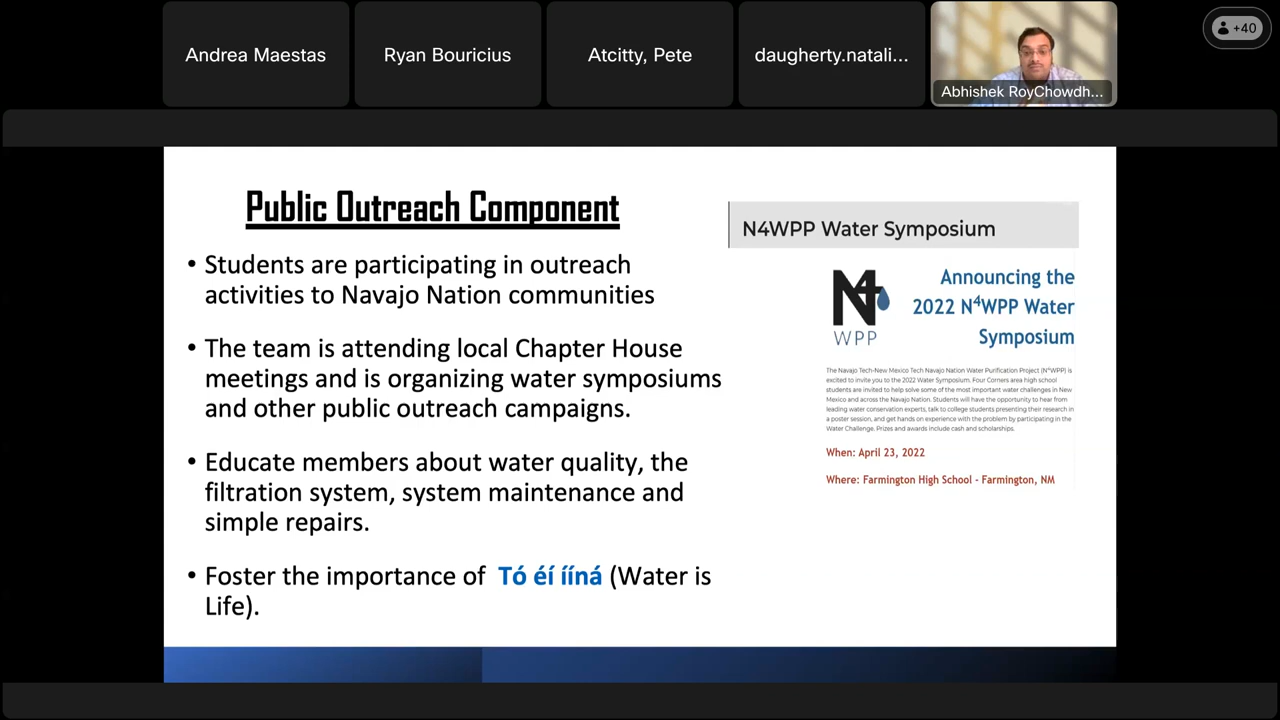 Andrea Maestas
Ryan Bouricius
Atcitty, Pete
daugherty.natali...
Abhishek RoyChowdh...
+40
Public Outreach Component
• Students are participating in outreach
activities to Navajo Nation communities
• The team is attending local Chapter House
meetings and is organizing water symposiums
and other public outreach campaigns.
• Educate members about water quality, the
filtration system, system maintenance and
simple repairs.
• Foster the importance of Tó éí ííná (Water is
Life).
N4WPP Water Symposium
N4
WPP
Announcing the
2022 N⁴WPP Water
Symposium
The Navajo Tech-New Mexico Tech Navajo Nation Water Purification Project (N⁴WPP) is
excited to invite you to the 2022 Water Symposium. Four Corners area high school
students are invited to help solve some of the most important water challenges in New
Mexico and across the Navajo Nation. Students will have the opportunity to hear from
leading water conservation experts, talk to college students presenting their research in
a poster session, and get hands on experience with the problem by participating in the
Water Challenge. Prizes and awards include cash and scholarships.
When: April 23, 2022
Where: Farmington High School - Farmington, NM